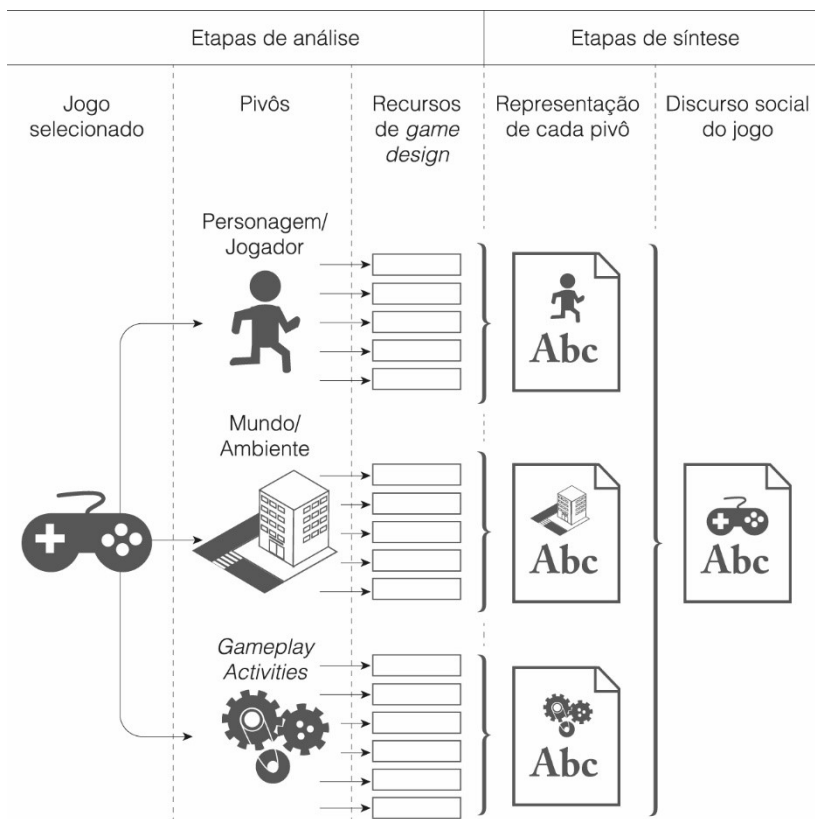 Etapas de análise
Etapas de síntese
Jogo
selecionado
Pivôs
Recursos
de game
design
Representação
de cada pivô
Discurso social
do jogo
Personagem/
Jogador
Abc
Mundo/
Ambiente
Abc
Abc
Gameplay
Activities
Abc